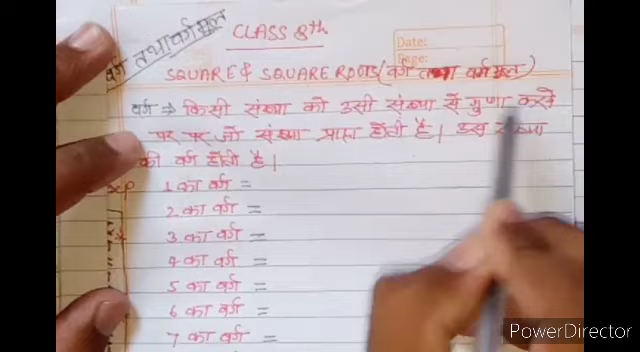 वर्ग तथा वर्गमूल
CLASS 8th
Date:
Page:
SQUARE & SQUARE ROOTS (वर्ग तथा वर्ग मूल)
वर्ग ⇒ किसी संख्या को उसी संख्या से गुणा करने
पर पर जो संख्या प्राप्त होती है। उस संख्या
की वर्ग होती है।
1 का वर्ग =
2 का वर्ग =
3 का वर्ग =
4 का वर्ग =
5 का वर्ग =
6 का वर्ग =
7 का वर्ग =
PowerDirector